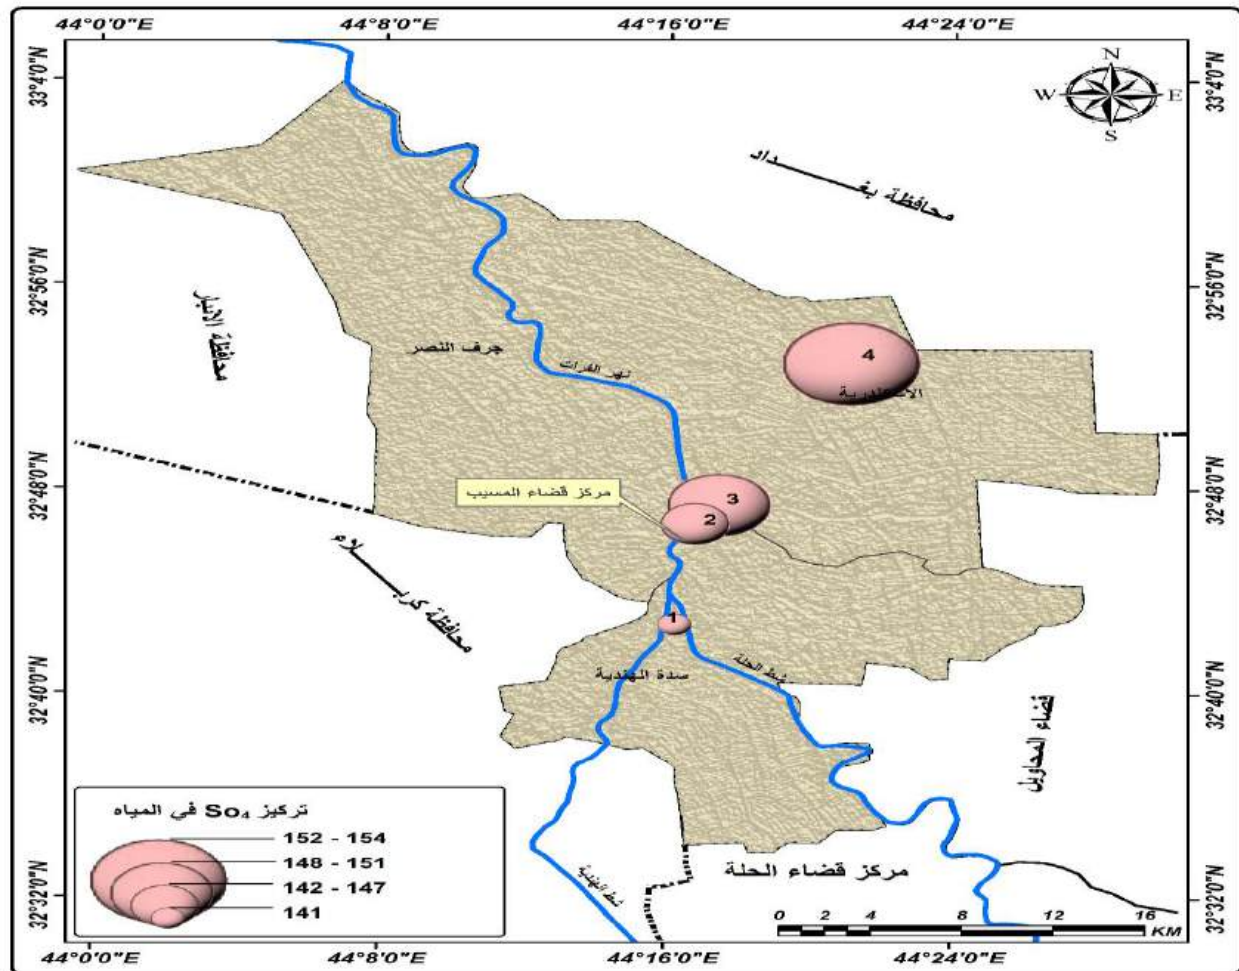 44°0'0"E 44°8'0"E 44°16'0"E 44°24'0"E
33°4'0"N
33°4'0"N
N
W E
S
محافظة بغـــــداد
32°56'0"N
32°56'0"N
محافظة الانبار
جرف النصر
نهر الفرات
4
الاسكندرية
32°48'0"N
32°48'0"N
مركز قضاء المسيب
3
2
محافظة كربـــــلاء
1
سدة الهندية
شط الحلة
32°40'0"N
32°40'0"N
قضاء المحاويل
تركيز So₄ في المياه
152 - 154
148 - 151
142 - 147
141
شط الهندية
مركز قضاء الحلة
32°32'0"N
32°32'0"N
0 2 4 8 12 16
KM
44°0'0"E 44°8'0"E 44°16'0"E 44°24'0"E